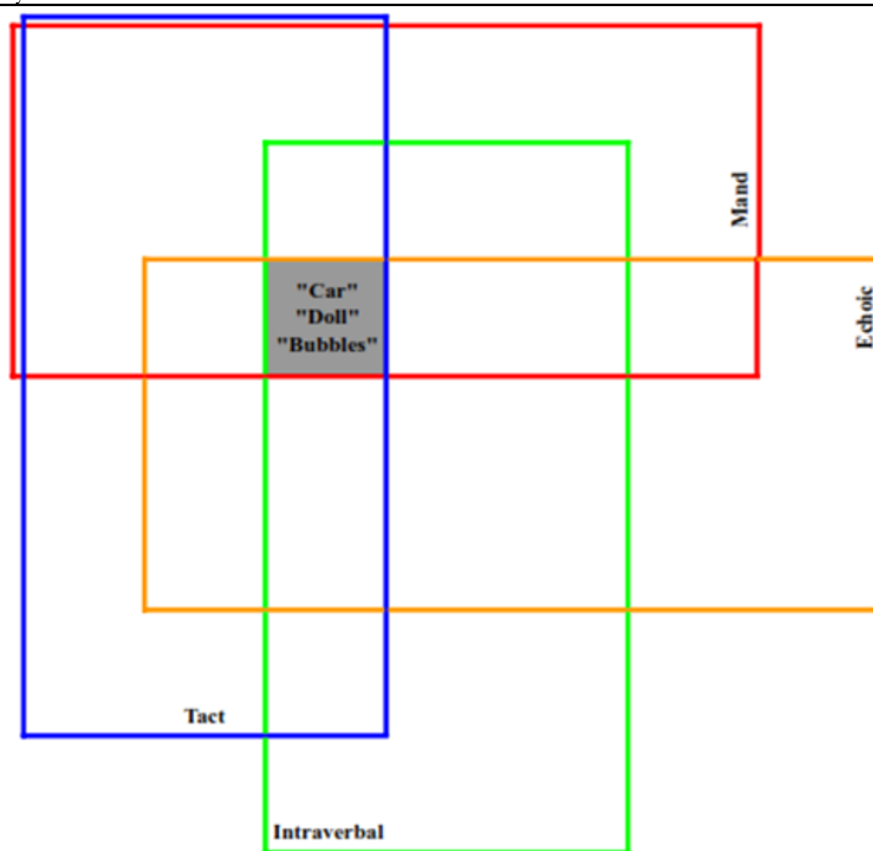 Mand
Echoic
"Car"
"Doll"
"Bubbles"
Tact
Intraverbal